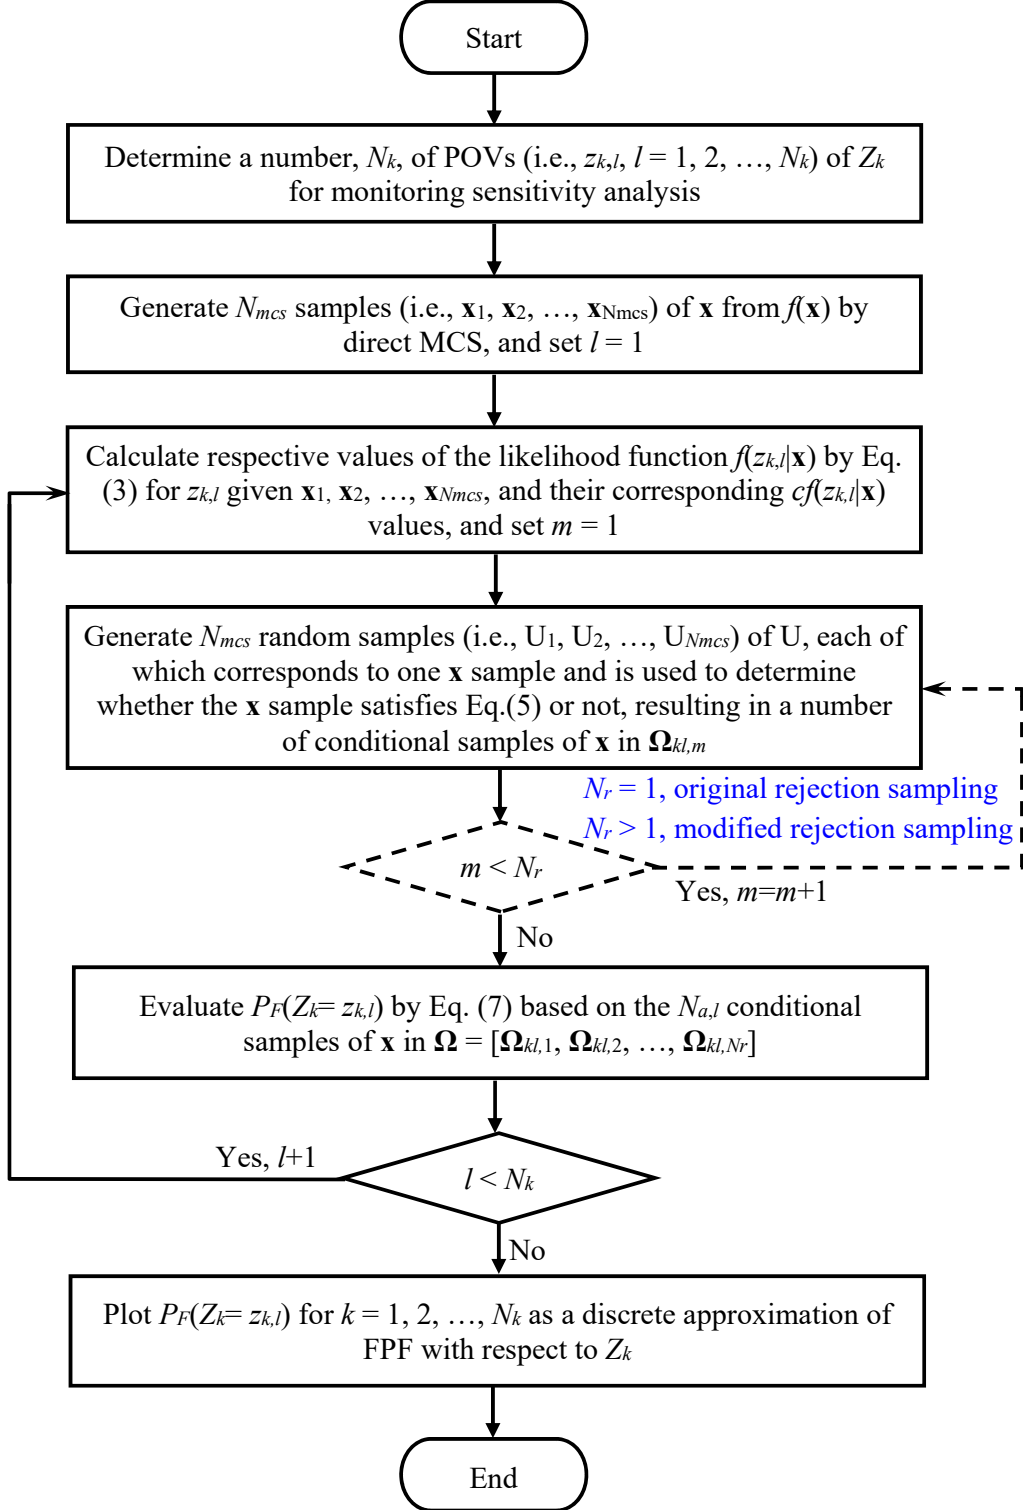 Start
Determine a number, Nk, of POVs (i.e., zk,l, l = 1, 2, …, Nk) of Zk
for monitoring sensitivity analysis
Generate Nmcs samples (i.e., x1, x2, …, xNmcs) of x from f(x) by
direct MCS, and set l = 1
Calculate respective values of the likelihood function f(zk,l|x) by Eq.
(3) for zk,l given x1, x2, …, xNmcs, and their corresponding cf(zk,l|x)
values, and set m = 1
Generate Nmcs random samples (i.e., U1, U2, …, UNmcs) of U, each of
which corresponds to one x sample and is used to determine
whether the x sample satisfies Eq.(5) or not, resulting in a number
of conditional samples of x in Ωkl,m
Nr = 1, original rejection sampling
Nr > 1, modified rejection sampling
m < Nr
Yes, m=m+1
No
Evaluate PF(Zk= zk,l) by Eq. (7) based on the Na,l conditional
samples of x in Ω = [Ωkl,1, Ωkl,2, …, Ωkl,Nr]
Yes, l+1
l < Nk
No
Plot PF(Zk= zk,l) for k = 1, 2, …, Nk as a discrete approximation of
FPF with respect to Zk
End